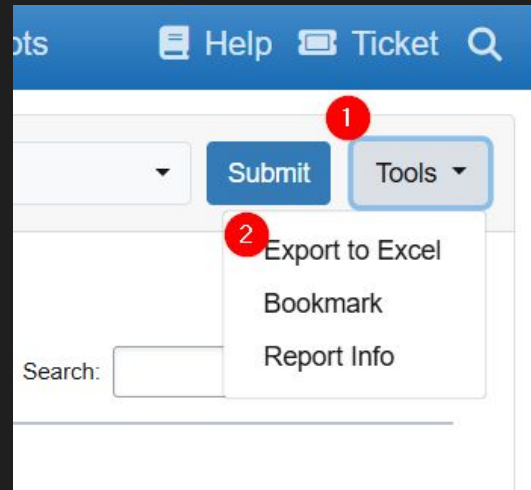 ots Help Ticket
1
Submit Tools
2
Export to Excel
Bookmark
Report Info
Search: